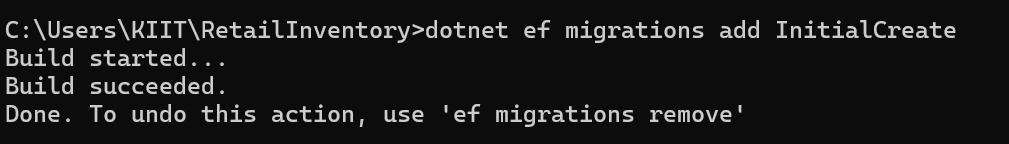 C:\Users\KIIT\RetailInventory>dotnet ef migrations add InitialCreate
Build started...
Build succeeded.
Done. To undo this action, use 'ef migrations remove'